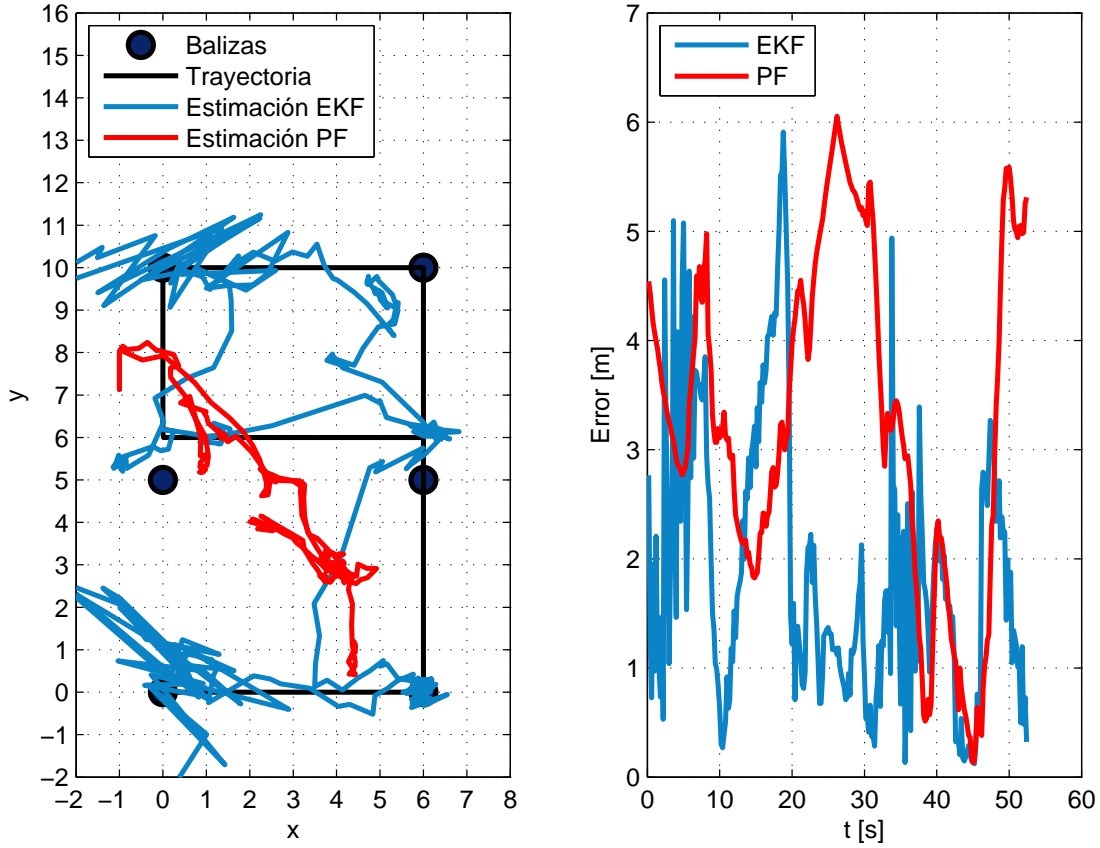 16
15
14
13
12
11
10
9
8
7
6
5
4
3
2
1
0
−1
−2
y
−2 −1 0 1 2 3 4 5 6 7 8
x
Balizas
Trayectoria
Estimación EKF
Estimación PF
7
6
5
4
3
2
1
0
Error [m]
0 10 20 30 40 50 60
t [s]
EKF
PF